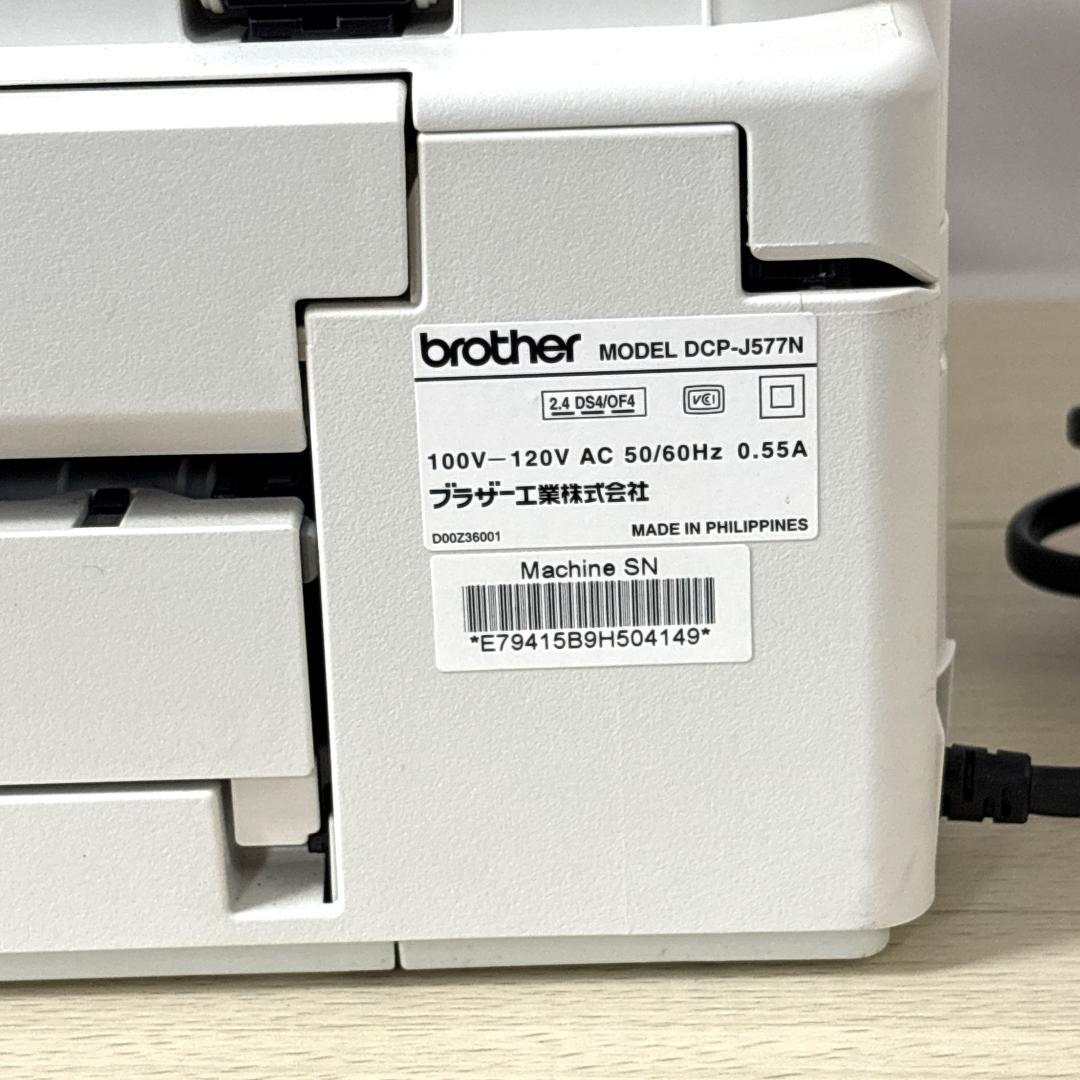 brother MODEL DCP-J577N
2.4 DS4/OF4 VCI
100V－120V AC 50/60Hz 0.55A
ブラザー工業株式会社
D00Z36001 MADE IN PHILIPPINES
Machine SN
*E79415B9H504149*